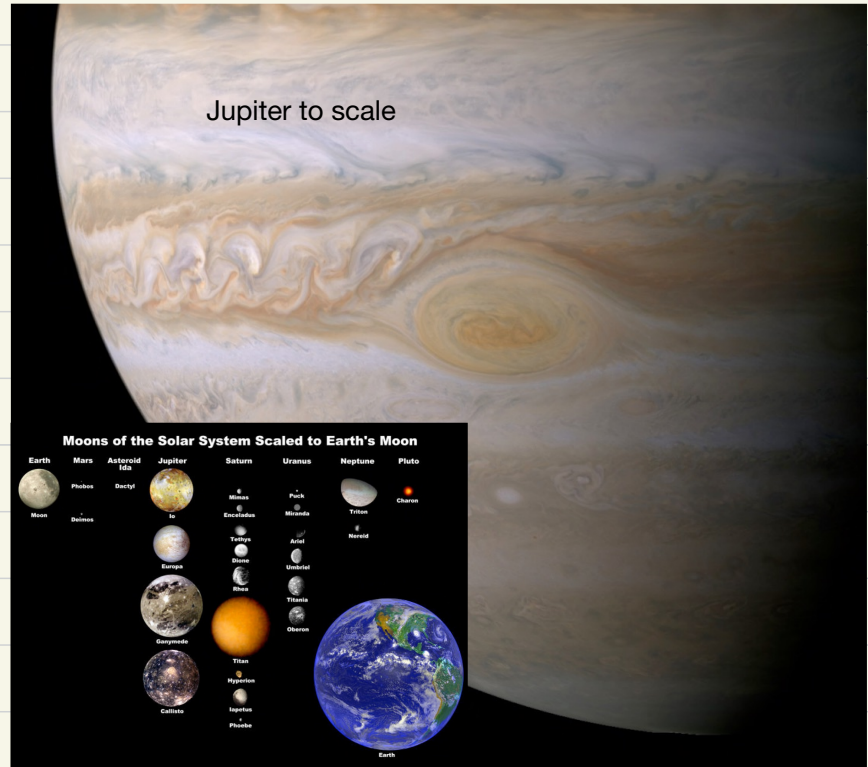 Jupiter to scale
Moons of the Solar System Scaled to Earth's Moon
Earth
Mars
Asteroid
Ida
Jupiter
Saturn
Uranus
Neptune
Pluto
Moon
Phobos
Deimos
Dactyl
Io
Europa
Ganymede
Callisto
Mimas
Enceladus
Tethys
Dione
Rhea
Titan
Hyperion
Iapetus
Phoebe
Puck
Miranda
Ariel
Umbriel
Titania
Oberon
Triton
Nereid
Charon
Earth